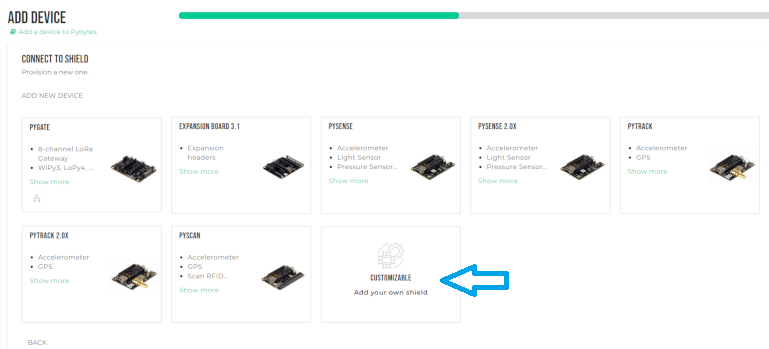 ADD DEVICE
Add a device to Pybytes
CONNECT TO SHIELD
Provision a new one.
ADD NEW DEVICE
PYGATE
8-channel LoRa
Gateway
WiPy3, LoPy4, ...
Show more
EXPANSION BOARD 3.1
Expansion
headers
Show more
PYSENSE
Accelerometer
Light Sensor
Pressure Sensor...
Show more
PYSENSE 2.0X
Accelerometer
Light Sensor
Pressure Sensor...
Show more
PYTRACK
Accelerometer
GPS
Show more
PYTRACK 2.0X
Accelerometer
GPS
Show more
PYSCAN
Accelerometer
GPS
Scan RFID...
Show more
CUSTOMIZABLE
Add your own shield
BACK